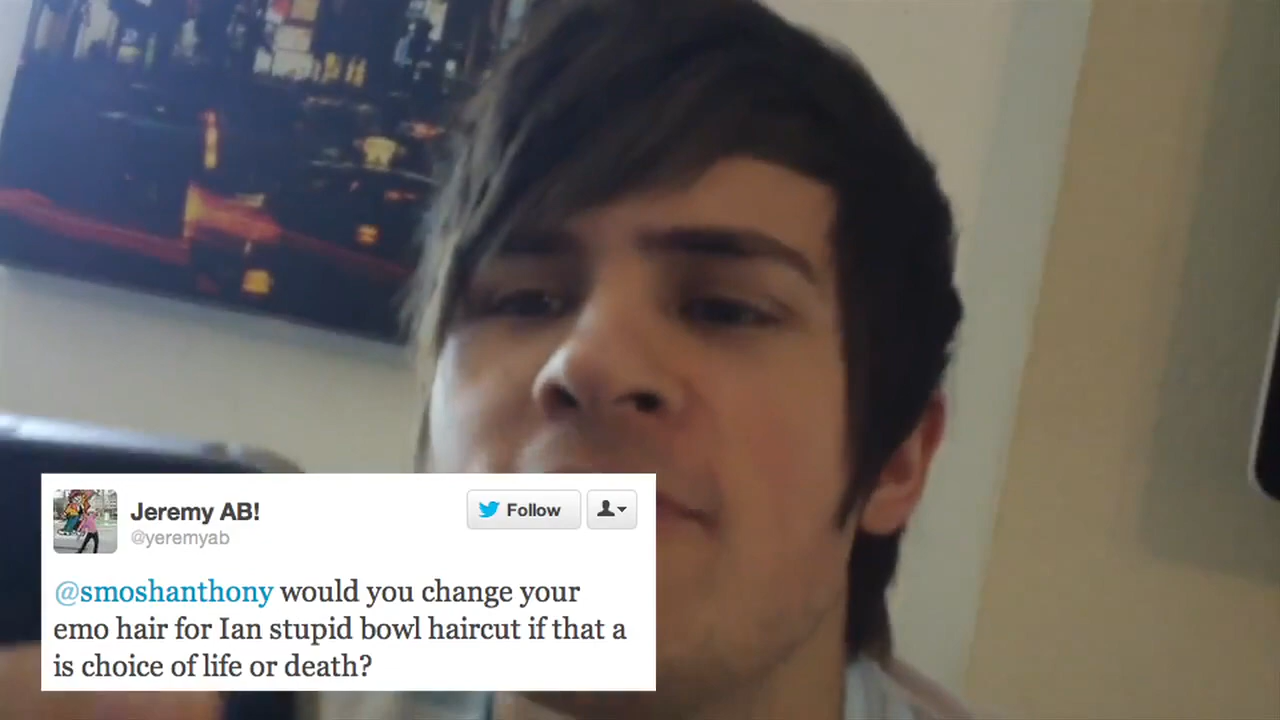 Jeremy AB!
@yeremyab
Follow
@smoshanthony would you change your
emo hair for Ian stupid bowl haircut if that a
is choice of life or death?